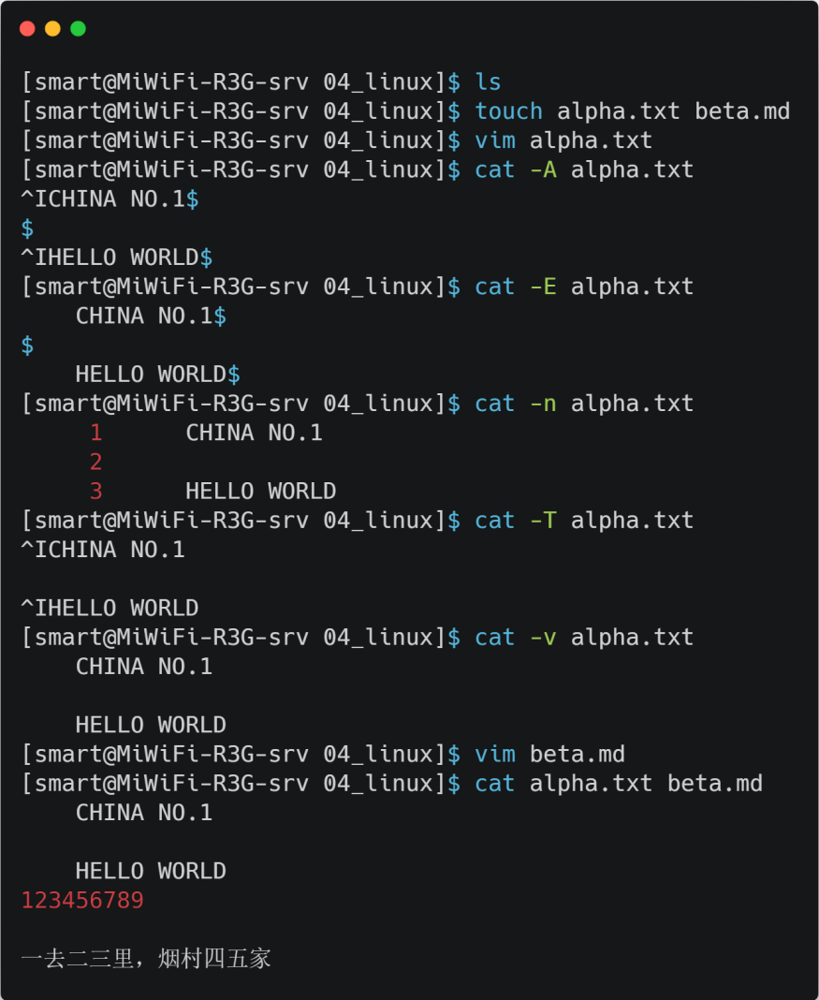 [smart@MiWiFi-R3G-srv 04_linux]$ ls
[smart@MiWiFi-R3G-srv 04_linux]$ touch alpha.txt beta.md
[smart@MiWiFi-R3G-srv 04_linux]$ vim alpha.txt
[smart@MiWiFi-R3G-srv 04_linux]$ cat -A alpha.txt
^ICHINA NO.1$
$
^IHELLO WORLD$
[smart@MiWiFi-R3G-srv 04_linux]$ cat -E alpha.txt
    CHINA NO.1$
$
    HELLO WORLD$
[smart@MiWiFi-R3G-srv 04_linux]$ cat -n alpha.txt
     1      CHINA NO.1
     2
     3      HELLO WORLD
[smart@MiWiFi-R3G-srv 04_linux]$ cat -T alpha.txt
^ICHINA NO.1

^IHELLO WORLD
[smart@MiWiFi-R3G-srv 04_linux]$ cat -v alpha.txt
    CHINA NO.1

    HELLO WORLD
[smart@MiWiFi-R3G-srv 04_linux]$ vim beta.md
[smart@MiWiFi-R3G-srv 04_linux]$ cat alpha.txt beta.md
    CHINA NO.1

    HELLO WORLD
123456789

一去二三里，烟村四五家